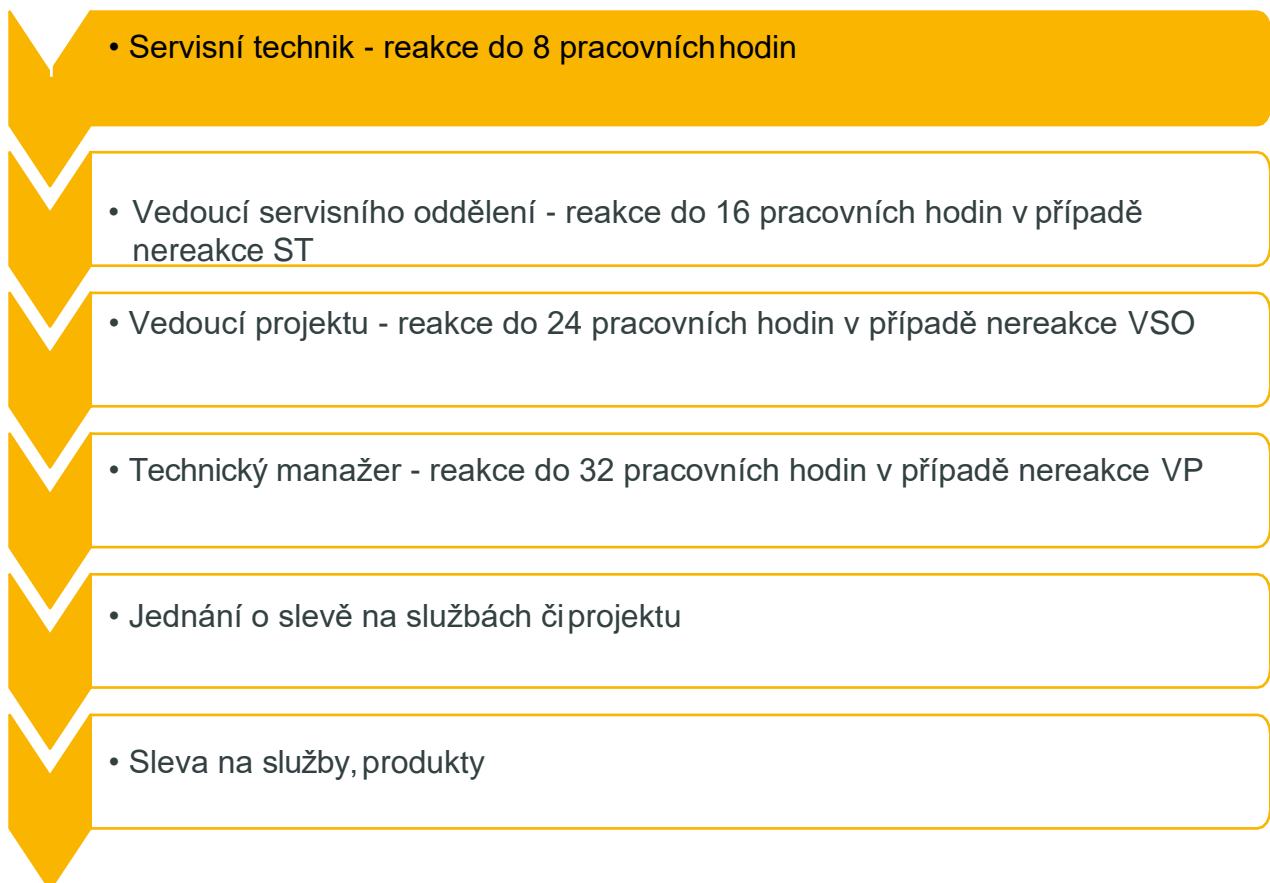 • Servisní technik - reakce do 8 pracovních hodin
• Vedoucí servisního oddělení - reakce do 16 pracovních hodin v případě
nereakce ST
• Vedoucí projektu - reakce do 24 pracovních hodin v případě nereakce VSO
• Technický manažer - reakce do 32 pracovních hodin v případě nereakce VP
• Jednání o slevě na službách či projektu
• Sleva na služby, produkty